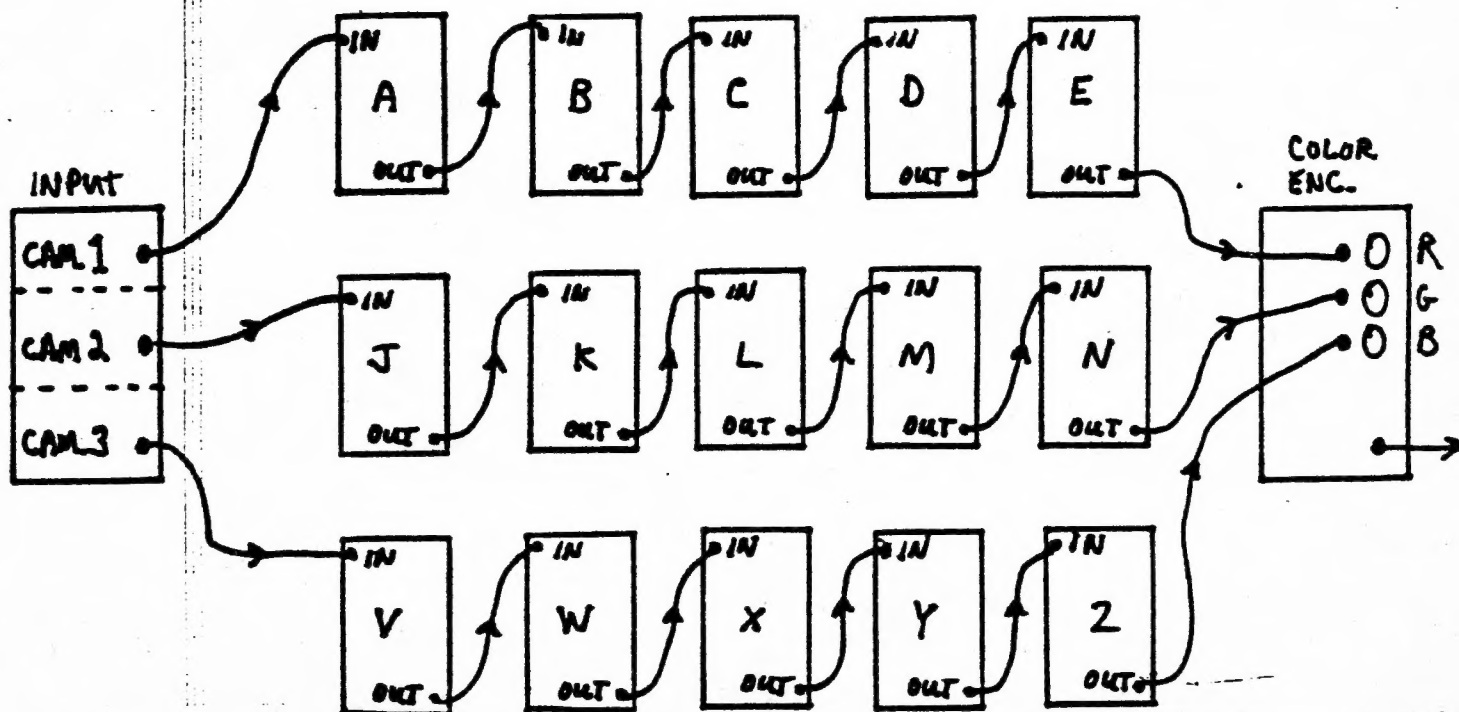 IN IN IN IN IN
A B C D E
OUT OUT OUT OUT OUT
INPUT
CAM 1
CAM 2
CAM 3
IN IN IN IN IN
J K L M N
OUT OUT OUT OUT OUT
IN IN IN IN IN
V W X Y Z
OUT OUT OUT OUT OUT
COLOR
ENC.
R
G
B